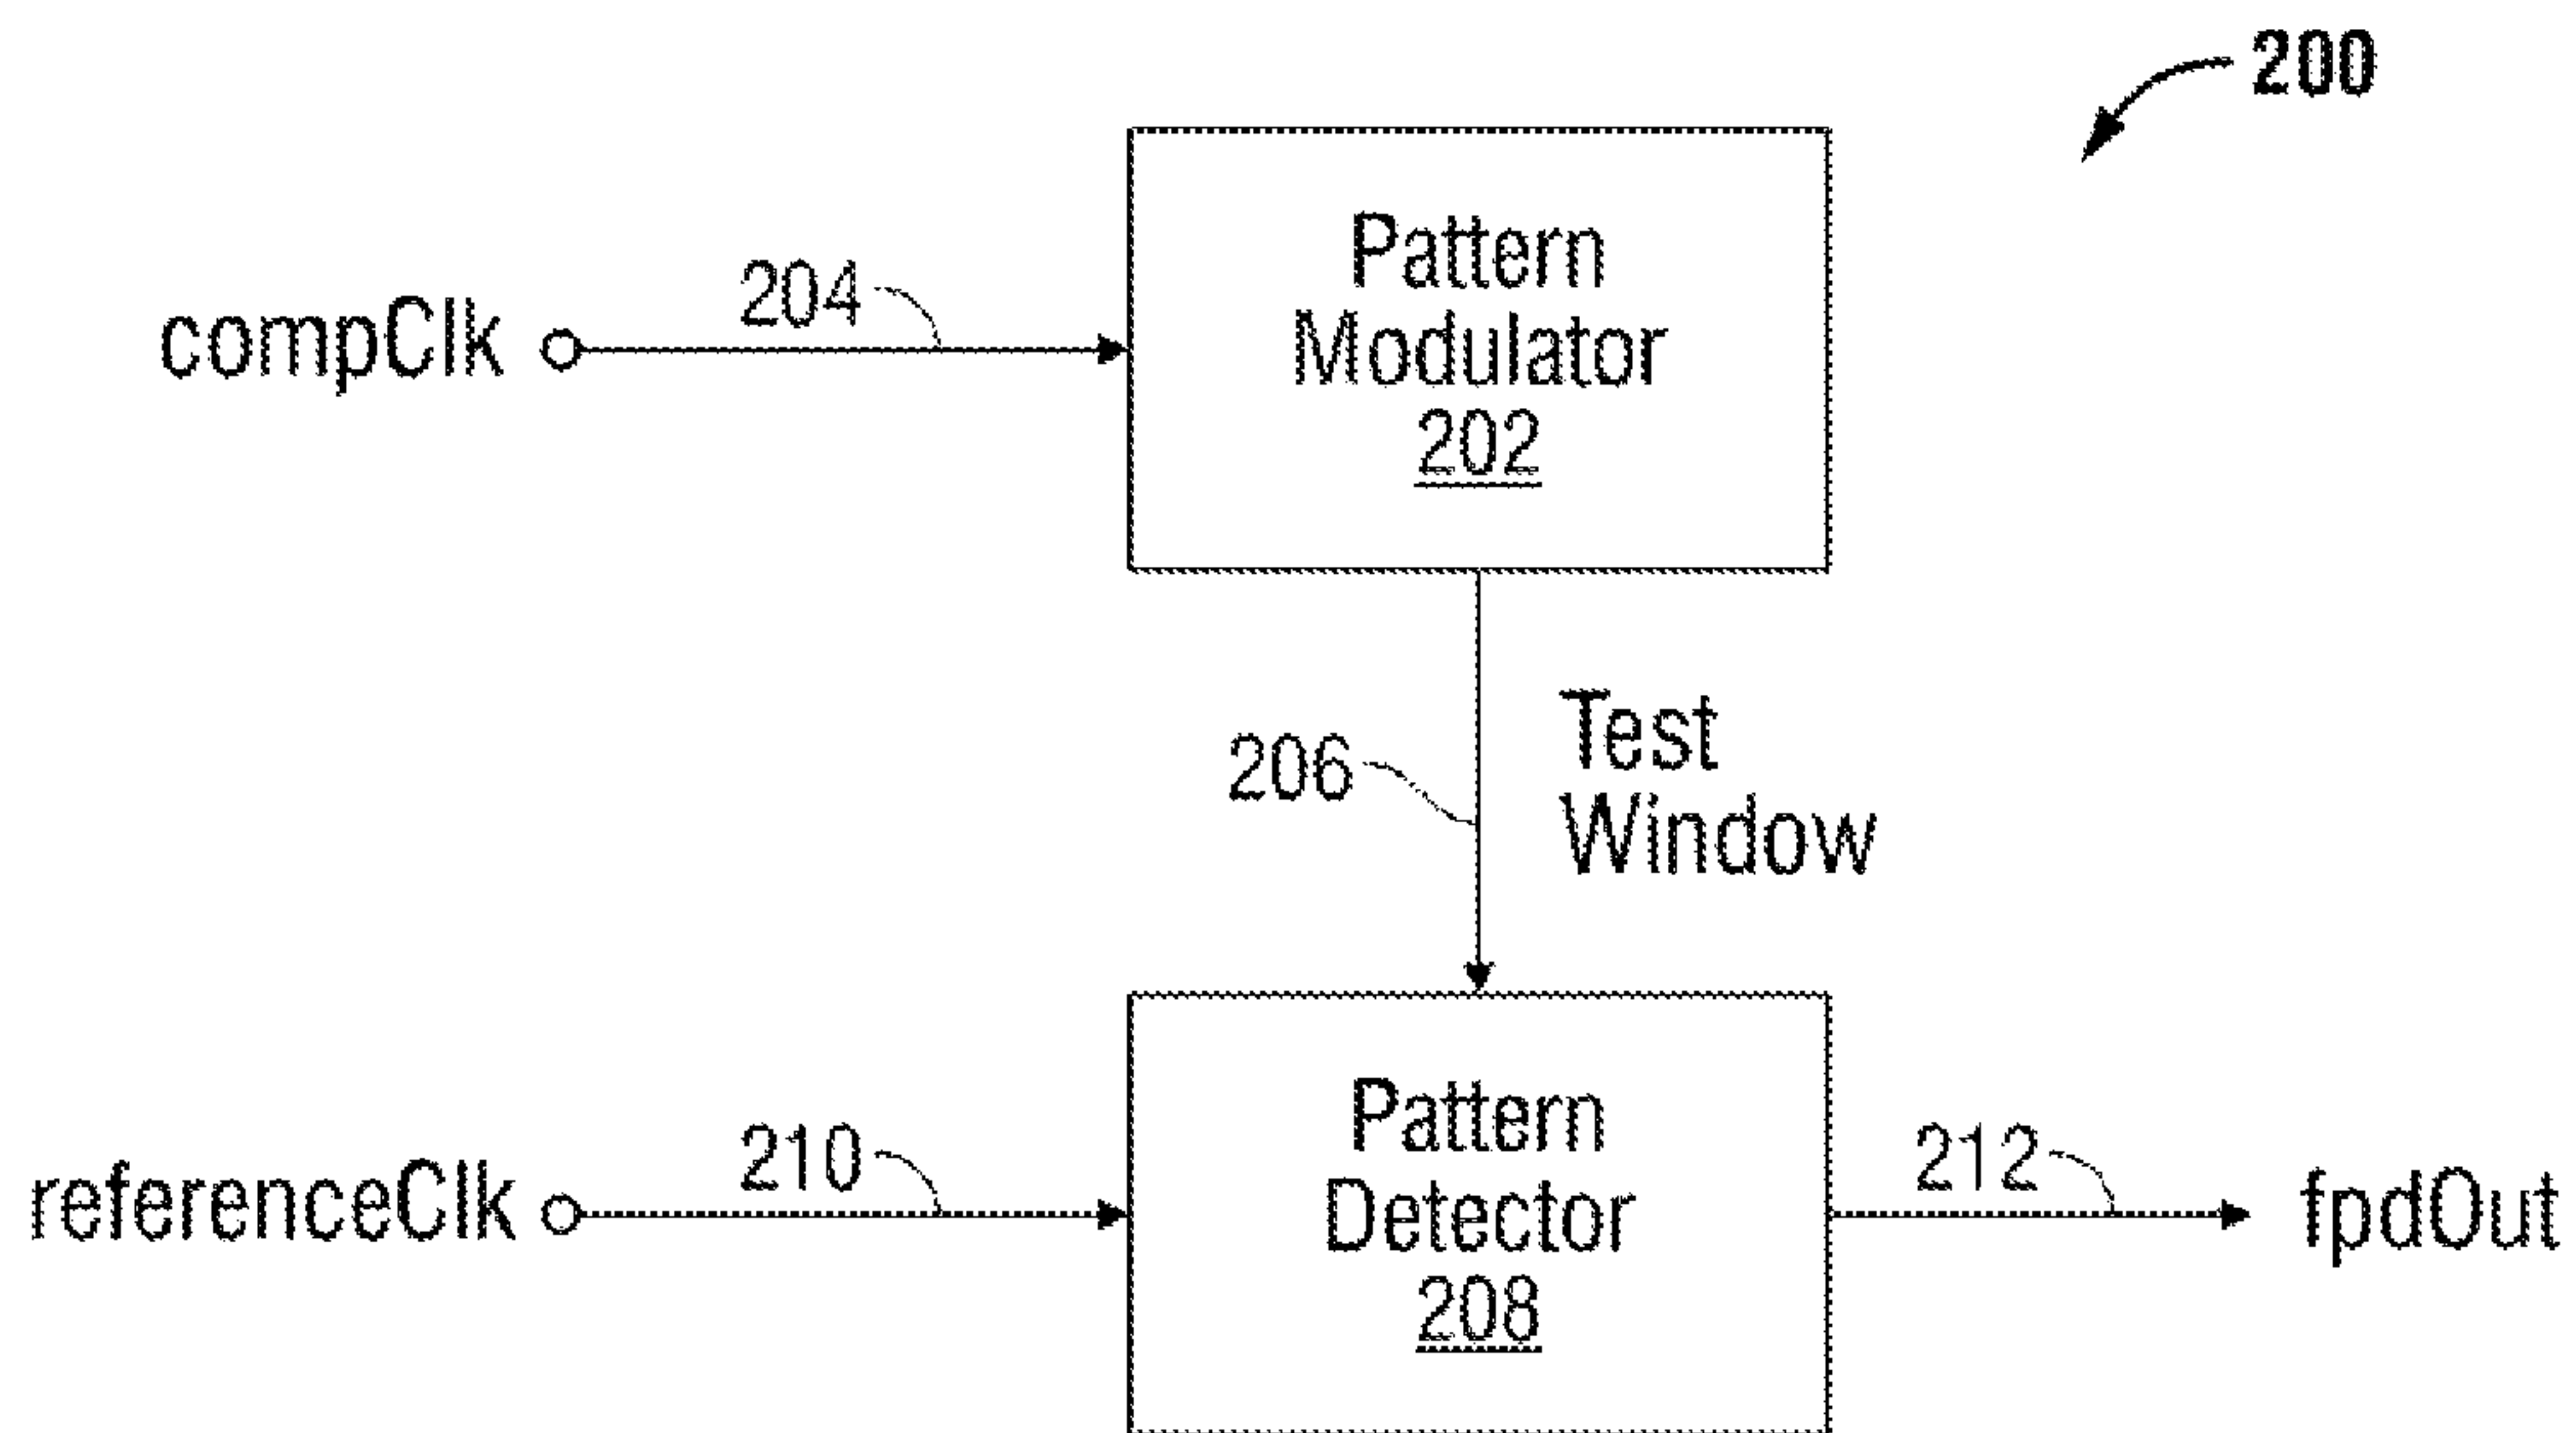 200
Pattern
Modulator
202
204
compClk
206
Test
Window
Pattern
Detector
208
210
referenceClk
212
fpdOut